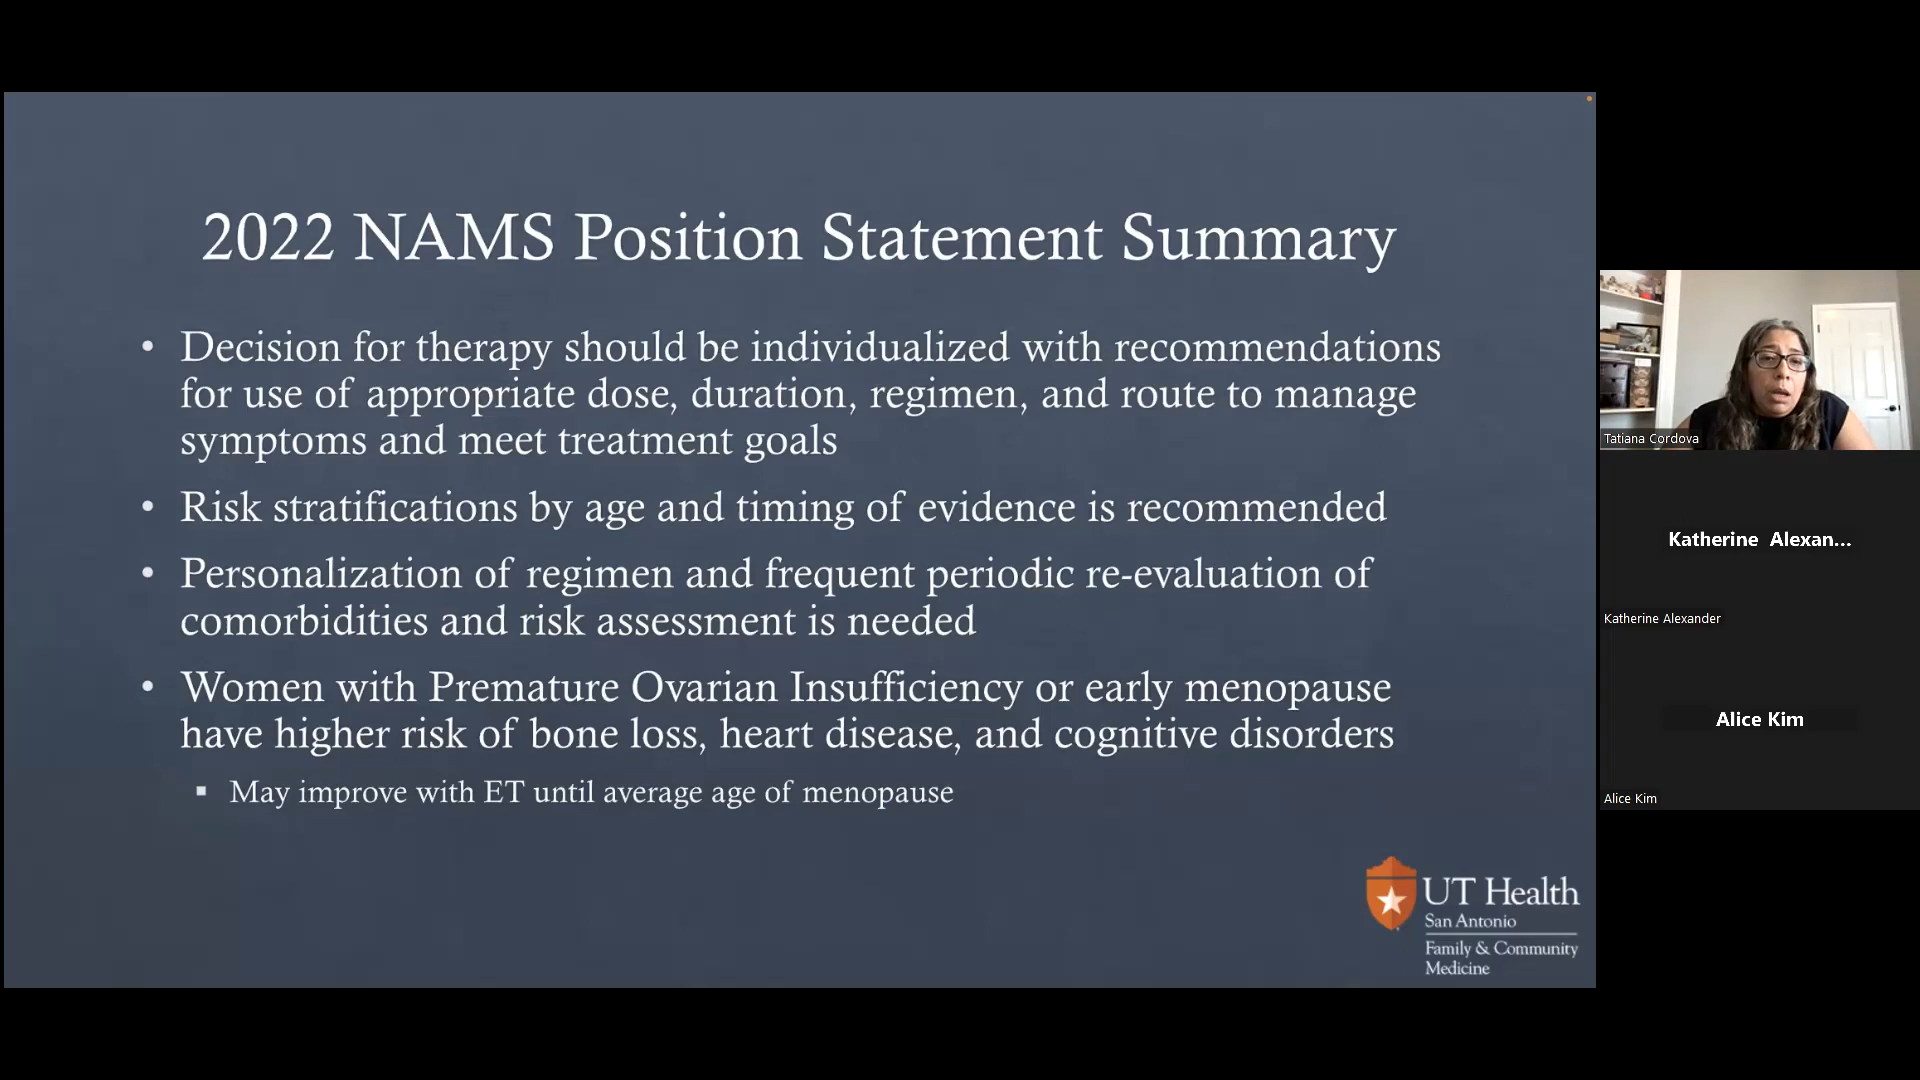 2022 NAMS Position Statement Summary
• Decision for therapy should be individualized with recommendations
for use of appropriate dose, duration, regimen, and route to manage
symptoms and meet treatment goals
• Risk stratifications by age and timing of evidence is recommended
• Personalization of regimen and frequent periodic re-evaluation of
comorbidities and risk assessment is needed
• Women with Premature Ovarian Insufficiency or early menopause
have higher risk of bone loss, heart disease, and cognitive disorders
▪ May improve with ET until average age of menopause
UT Health
San Antonio
Family & Community
Medicine
Tatiana Cordova
Katherine Alexan...
Katherine Alexander
Alice Kim
Alice Kim